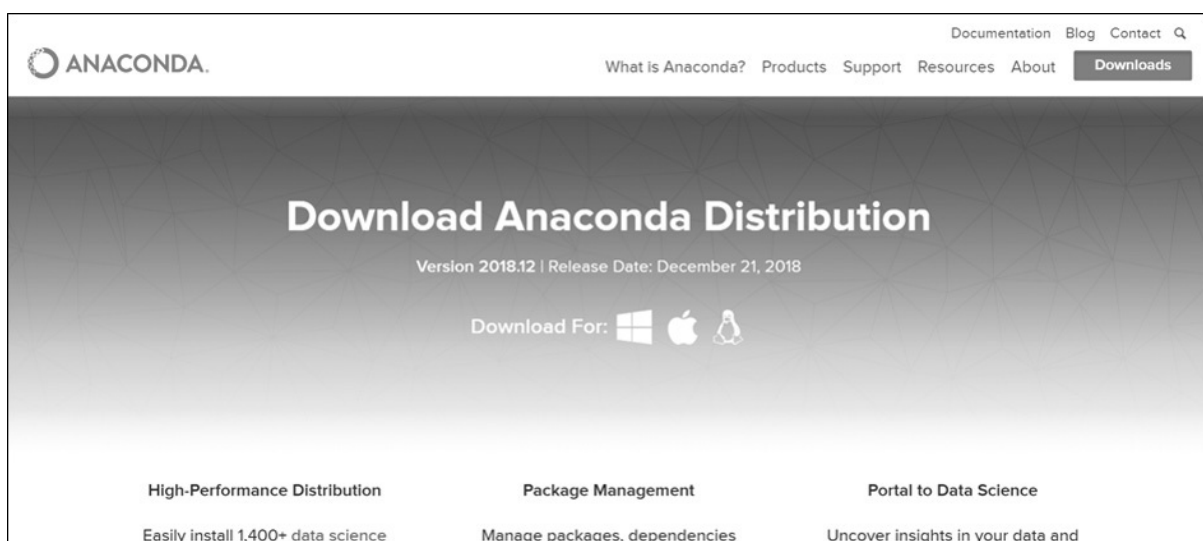 Documentation Blog Contact
ANACONDA.
What is Anaconda? Products Support Resources About Downloads
Download Anaconda Distribution
Version 2018.12 | Release Date: December 21, 2018
Download For:
High-Performance Distribution
Easily install 1,400+ data science
Package Management
Manage packages, dependencies
Portal to Data Science
Uncover insights in your data and